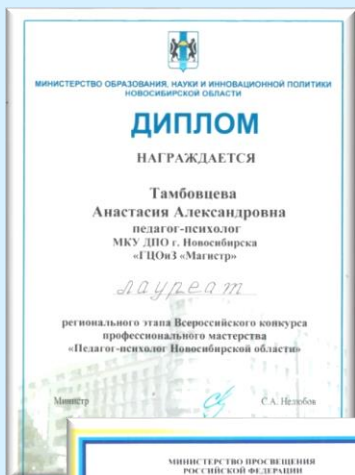 МИНИСТЕРСТВО ОБРАЗОВАНИЯ, НАУКИ И ИННОВАЦИОННОЙ ПОЛИТИКИ
НОВОСИБИРСКОЙ ОБЛАСТИ
ДИПЛОМ
НАГРАЖДАЕТСЯ
Тамбовцева
Анастасия Александровна
педагог-психолог
МКУ ДПО г. Новосибирска
«ГЦОиЗ «Магистр»
лауреат
регионального этапа Всероссийского конкурса
профессионального мастерства
«Педагог-психолог Новосибирской области»
Министр С.А. Нелюбов
МИНИСТЕРСТВО ПРОСВЕЩЕНИЯ
РОССИЙСКОЙ ФЕДЕРАЦИИ